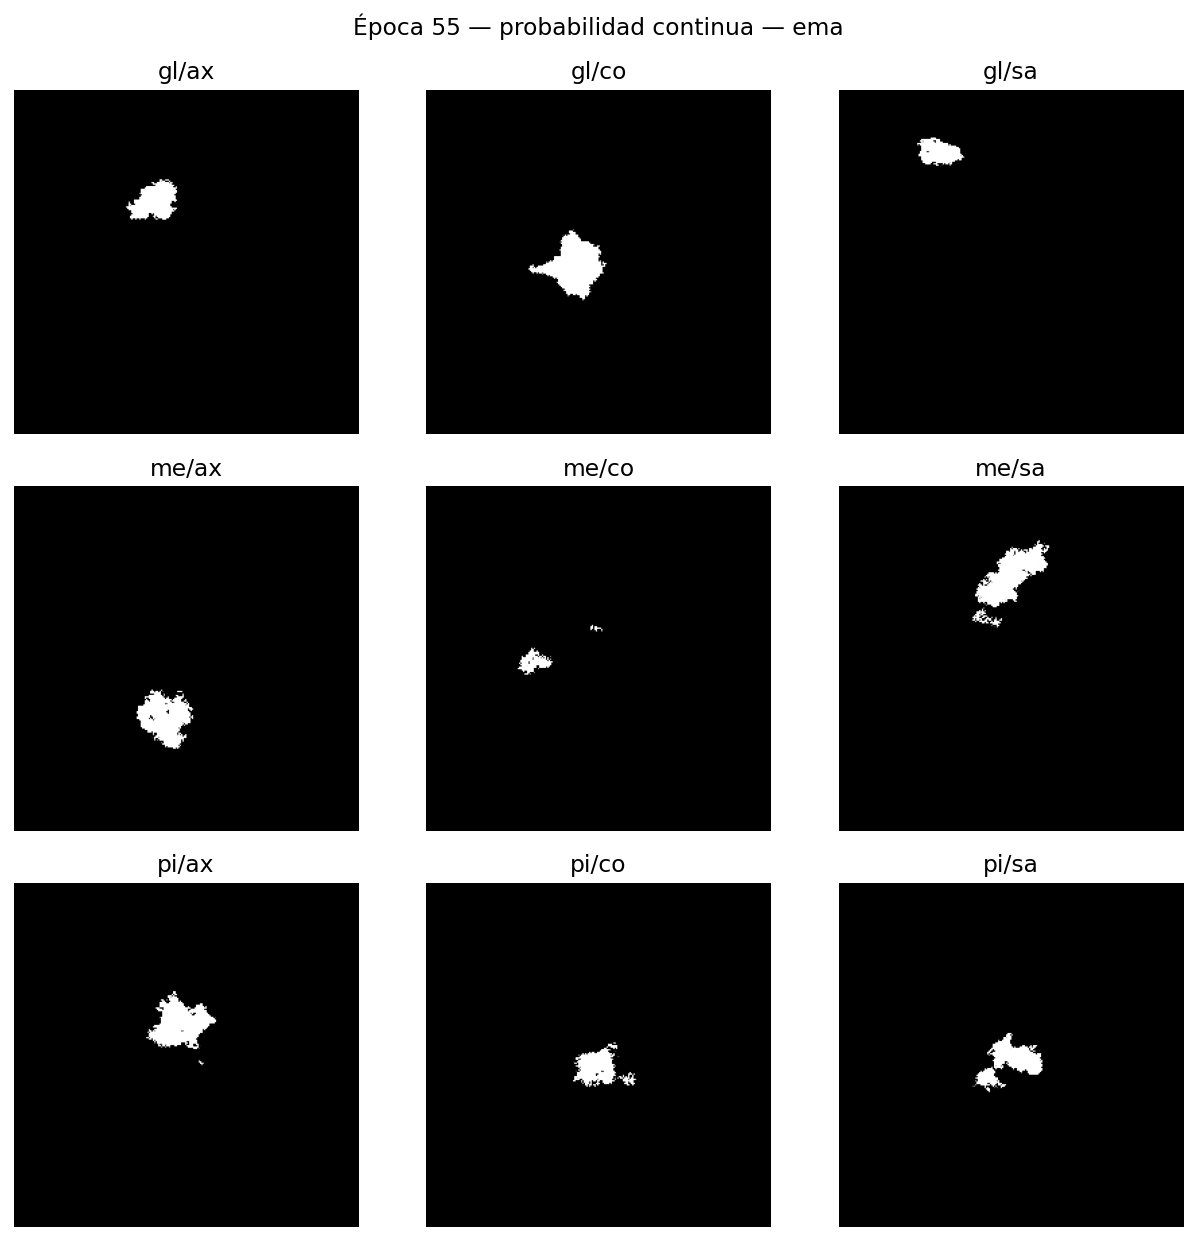 Época 55 — probabilidad continua — ema
gl/ax
gl/co
gl/sa
me/ax
me/co
me/sa
pi/ax
pi/co
pi/sa